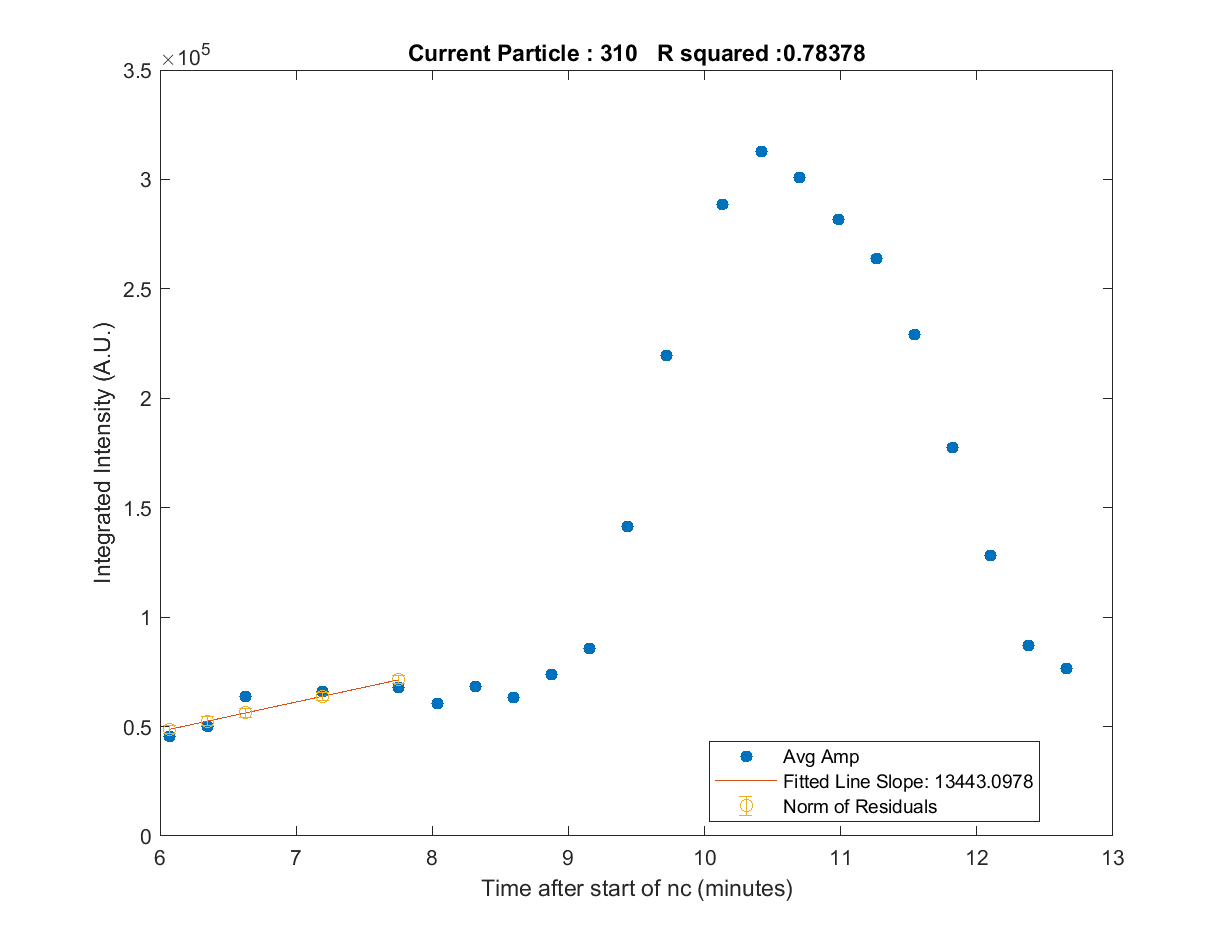 Current Particle : 310   R squared :0.78378
×10^5
3.5
3
2.5
2
1.5
1
0.5
0
6 7 8 9 10 11 12 13
Integrated Intensity (A.U.)
Time after start of nc (minutes)
Avg Amp
Fitted Line Slope: 13443.0978
Norm of Residuals